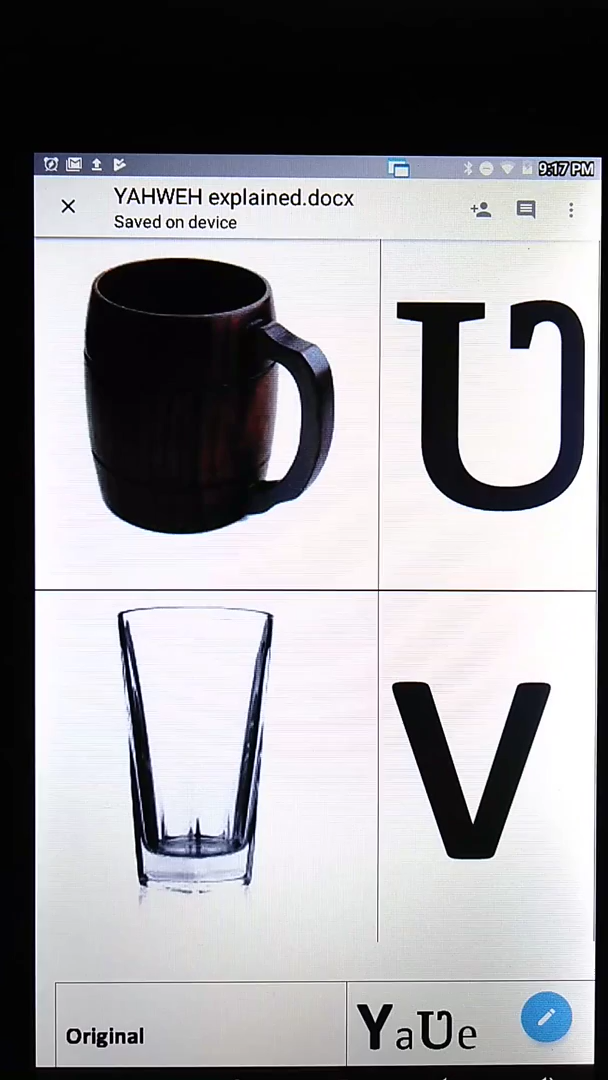 9:17 PM
YAHWEH explained.docx
Saved on device
Ʊ
V
Original
YaƱe